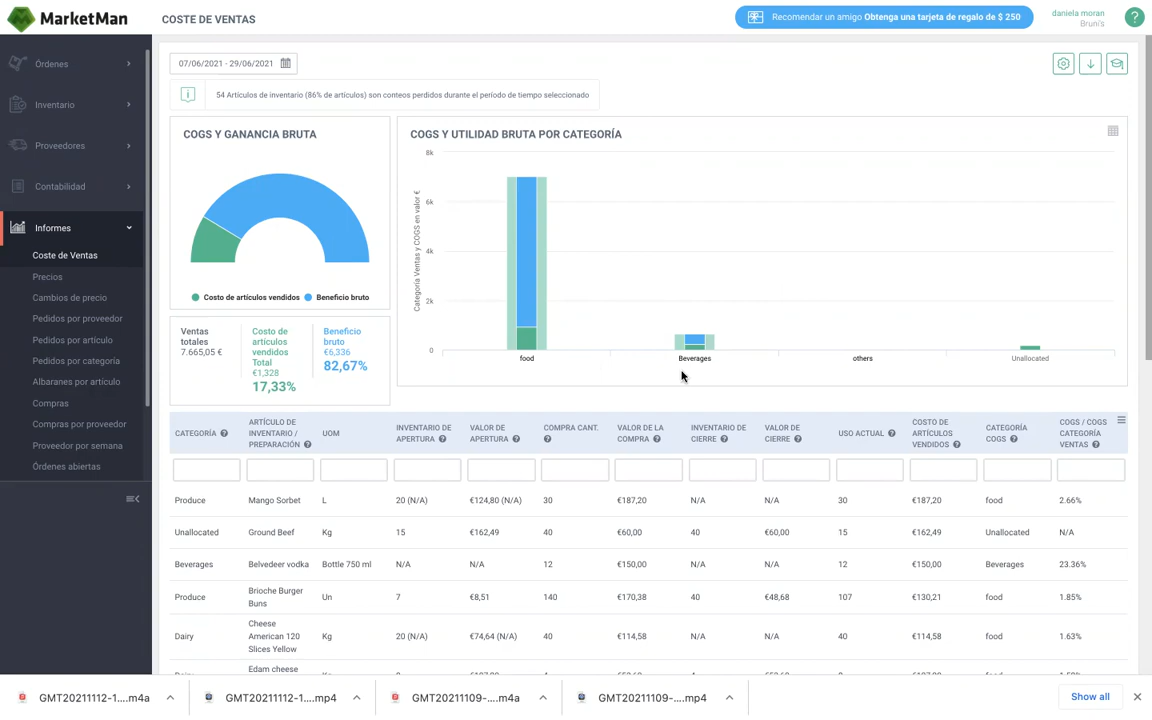 MarketMan
COSTE DE VENTAS
Recomendar un amigo Obtenga una tarjeta de regalo de $ 250
daniela moran
Bruni's
?
Órdenes
Inventario
Proveedores
Contabilidad
Informes
Coste de Ventas
Precios
Cambios de precio
Pedidos por proveedor
Pedidos por artículo
Pedidos por categoría
Albaranes por artículo
Compras
Compras por proveedor
Proveedor por semana
Órdenes abiertas
07/06/2021 - 29/06/2021
54 Artículos de inventario (86% de artículos) son conteos perdidos durante el período de tiempo seleccionado
COGS Y GANANCIA BRUTA
Costo de artículos vendidos Beneficio bruto
Ventas totales 7.665,05 €
Costo de artículos vendidos Total €1,328 17,33%
Beneficio bruto €6,336 82,67%
COGS Y UTILIDAD BRUTA POR CATEGORÍA
Categoría Ventas y COGS en valor €
8k
6k
4k
2k
0
food Beverages others Unallocated
CATEGORÍA ARTÍCULO DE INVENTARIO / PREPARACIÓN UOM INVENTARIO DE APERTURA VALOR DE APERTURA COMPRA CANT. VALOR DE LA COMPRA INVENTARIO DE CIERRE VALOR DE CIERRE USO ACTUAL COSTO DE ARTÍCULOS VENDIDOS CATEGORÍA COGS COGS / COGS CATEGORÍA VENTAS
Produce Mango Sorbet L 20 (N/A) €124,80 (N/A) 30 €187,20 N/A N/A 30 €187,20 food 2.66%
Unallocated Ground Beef Kg 15 €162,49 40 €60,00 40 €60,00 15 €162,49 Unallocated N/A
Beverages Belvedeer vodka Bottle 750 ml N/A N/A 12 €150,00 N/A N/A 12 €150,00 Beverages 23.36%
Produce Brioche Burger Buns Un 7 €8,51 140 €170,38 40 €48,68 107 €130,21 food 1.85%
Dairy Cheese American 120 Slices Yellow Kg 20 (N/A) €74,64 (N/A) 40 €114,58 N/A N/A 40 €114,58 food 1.63%
Edam cheese
GMT20211112-1....m4a
GMT20211112-1....mp4
GMT20211109-....m4a
GMT20211109-....mp4
Show all